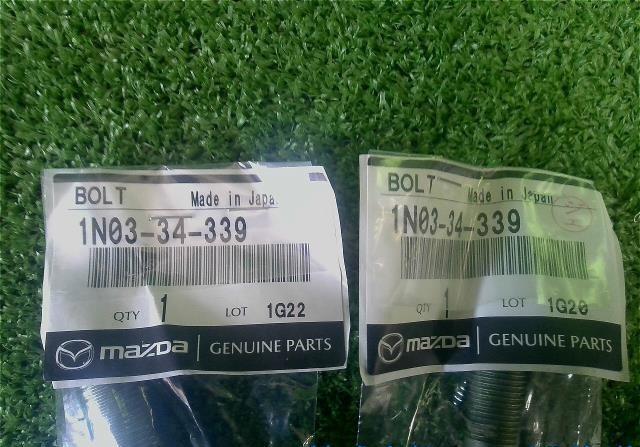 BOLT Made in Japa
1N03-34-339
QTY 1 LOT 1G22
mazda GENUINE PARTS
BOLT Made in Japan
1N03-34-339
QTY 1 LOT 1G20
mazda GENUINE PARTS